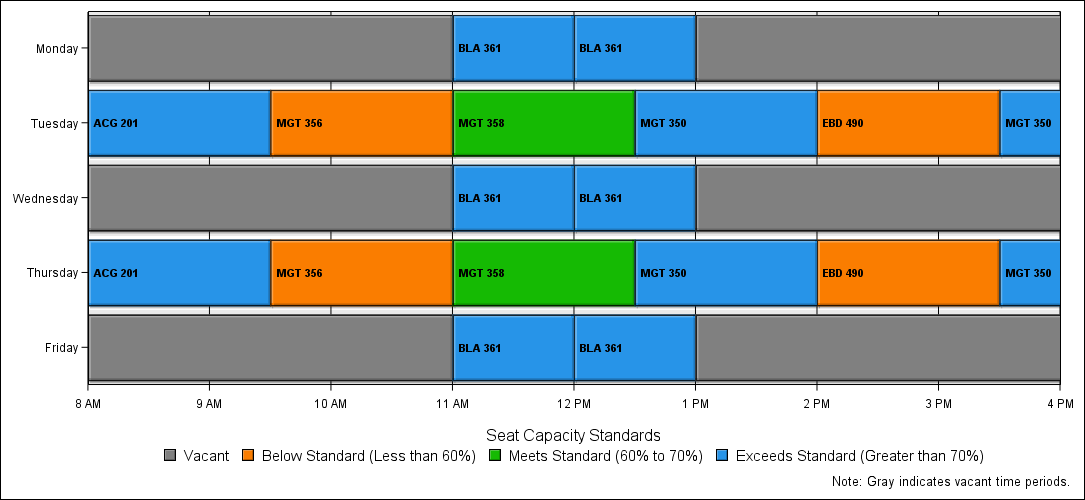 Monday
BLA 361 BLA 361
Tuesday
ACG 201 MGT 356 MGT 358 MGT 350 EBD 490 MGT 350
Wednesday
BLA 361 BLA 361
Thursday
ACG 201 MGT 356 MGT 358 MGT 350 EBD 490 MGT 350
Friday
BLA 361 BLA 361
8 AM 9 AM 10 AM 11 AM 12 PM 1 PM 2 PM 3 PM 4 PM
Seat Capacity Standards
Vacant Below Standard (Less than 60%) Meets Standard (60% to 70%) Exceeds Standard (Greater than 70%)
Note: Gray indicates vacant time periods.